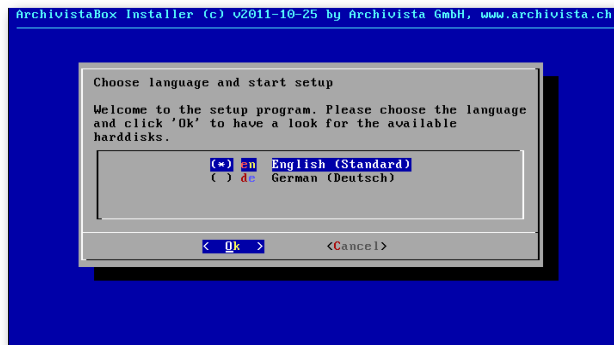 ArchivistaBox Installer (c) v2011-10-25 by Archivista GmbH, www.archivista.ch
Choose language and start setup
Welcome to the setup program. Please choose the language
and click 'Ok' to have a look for the available
harddisks.
(*) en English (Standard)
( ) de German (Deutsch)
< Ok > <Cancel>